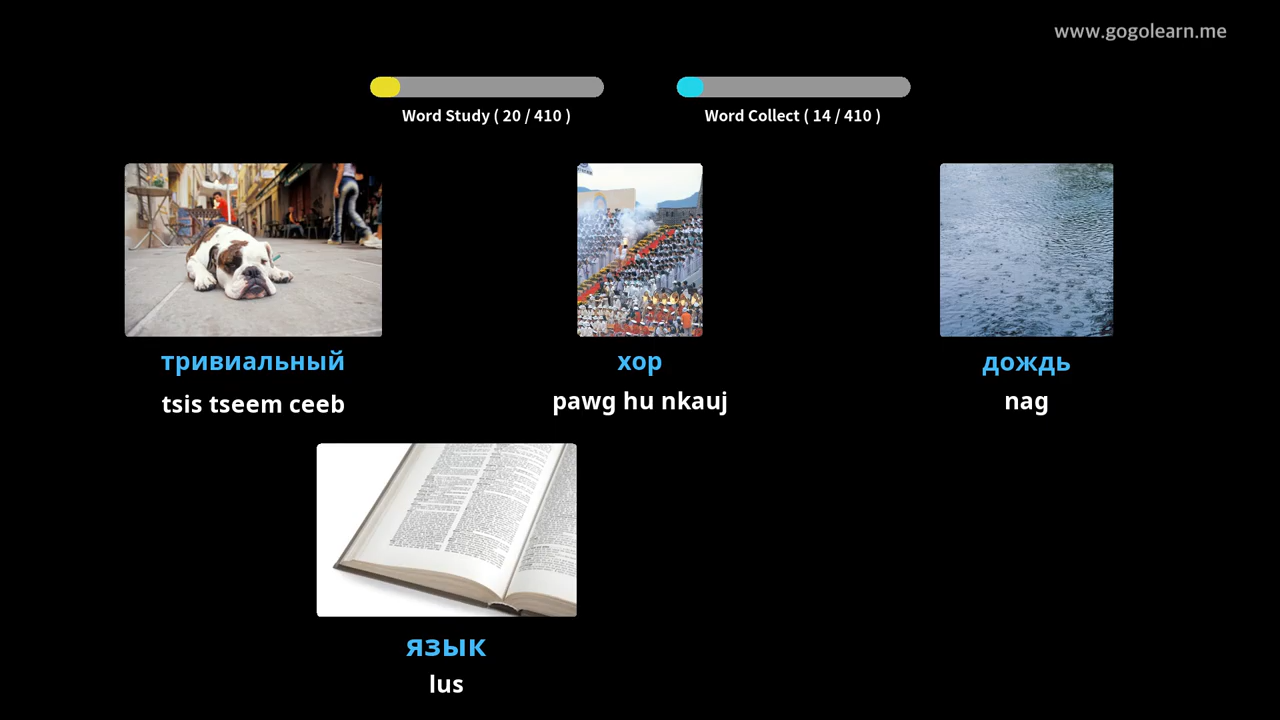 www.gogolearn.me
Word Study ( 20 / 410 )
Word Collect ( 14 / 410 )
тривиальный
хор
дождь
tsis tseem ceeb
pawg hu nkauj
nag
язык
lus